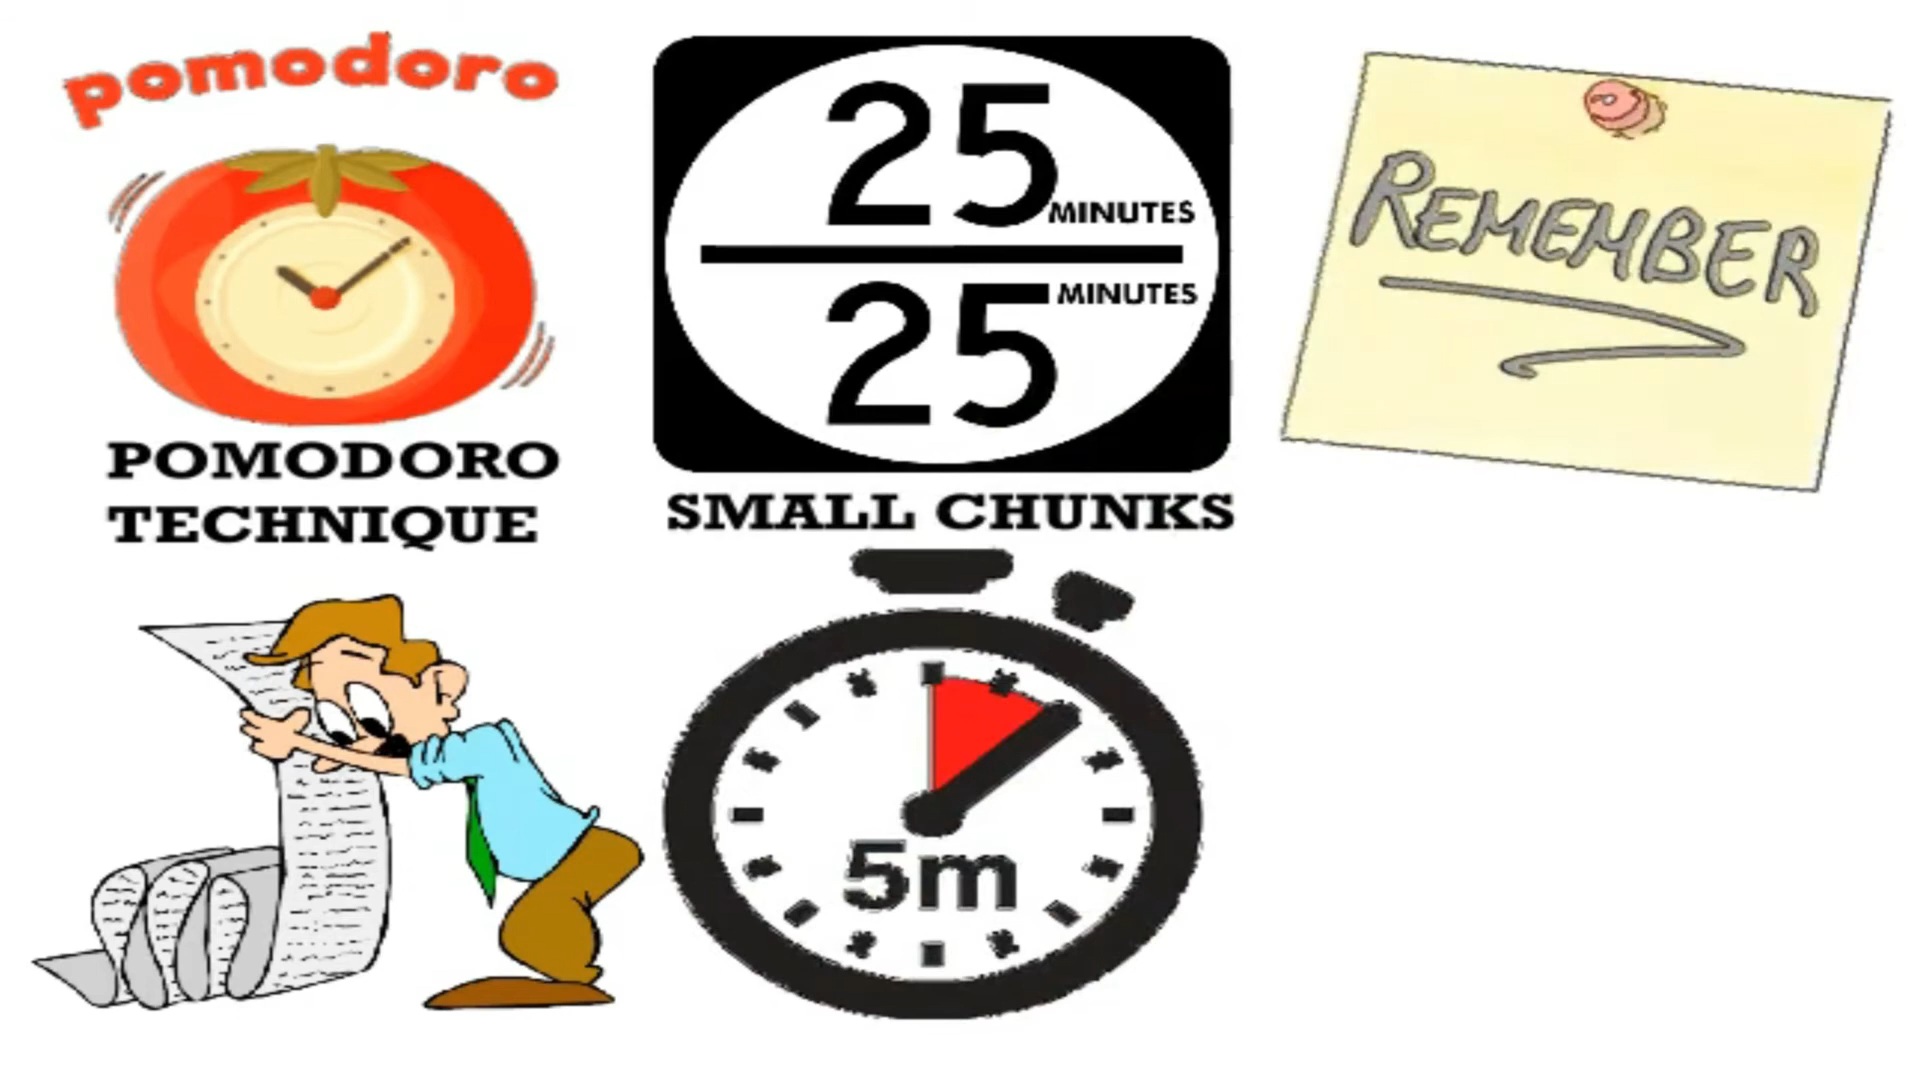 pomodoro
POMODORO
TECHNIQUE
25 MINUTES
25 MINUTES
SMALL CHUNKS
REMEMBER
5m